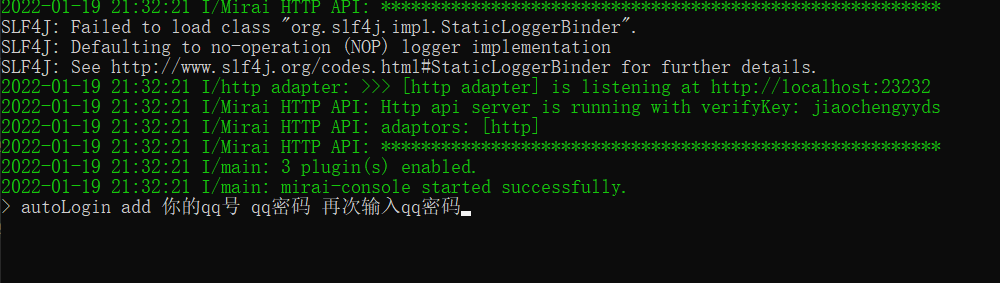 2022-01-19 21:32:21 I/Mirai HTTP API: ********************************************************
SLF4J: Failed to load class "org.slf4j.impl.StaticLoggerBinder".
SLF4J: Defaulting to no-operation (NOP) logger implementation
SLF4J: See http://www.slf4j.org/codes.html#StaticLoggerBinder for further details.
2022-01-19 21:32:21 I/http adapter: >>> [http adapter] is listening at http://localhost:23232
2022-01-19 21:32:21 I/Mirai HTTP API: Http api server is running with verifyKey: jiaochengyyds
2022-01-19 21:32:21 I/Mirai HTTP API: adaptors: [http]
2022-01-19 21:32:21 I/Mirai HTTP API: ********************************************************
2022-01-19 21:32:21 I/main: 3 plugin(s) enabled.
2022-01-19 21:32:21 I/main: mirai-console started successfully.
> autoLogin add 你的qq号 qq密码 再次输入qq密码